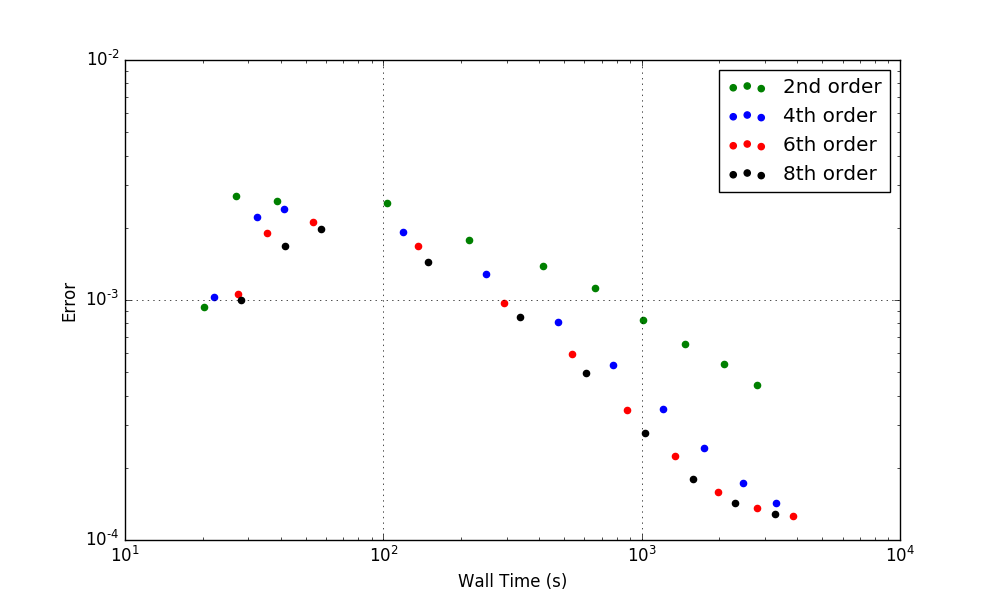 10^-2
10^-3
10^-4
Error
2nd order
4th order
6th order
8th order
10^1
10^2
10^3
10^4
Wall Time (s)